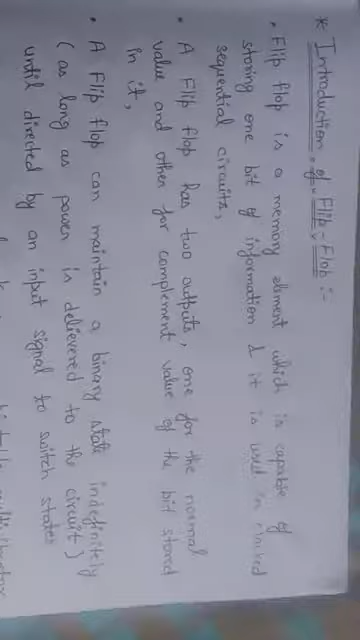 * Introduction of Flip-Flop :-
• Flip flop is a memory element which is capable of
storing one bit of information & it is used in clocked
sequential circuits,
• A Flip flop has two outputs, one for the normal
value and other for complement value of the bit stored
in it,
• A Flip flop can maintain a binary state indefinitely
(as long as power is delievered to the circuit)
until directed by an input signal to switch states